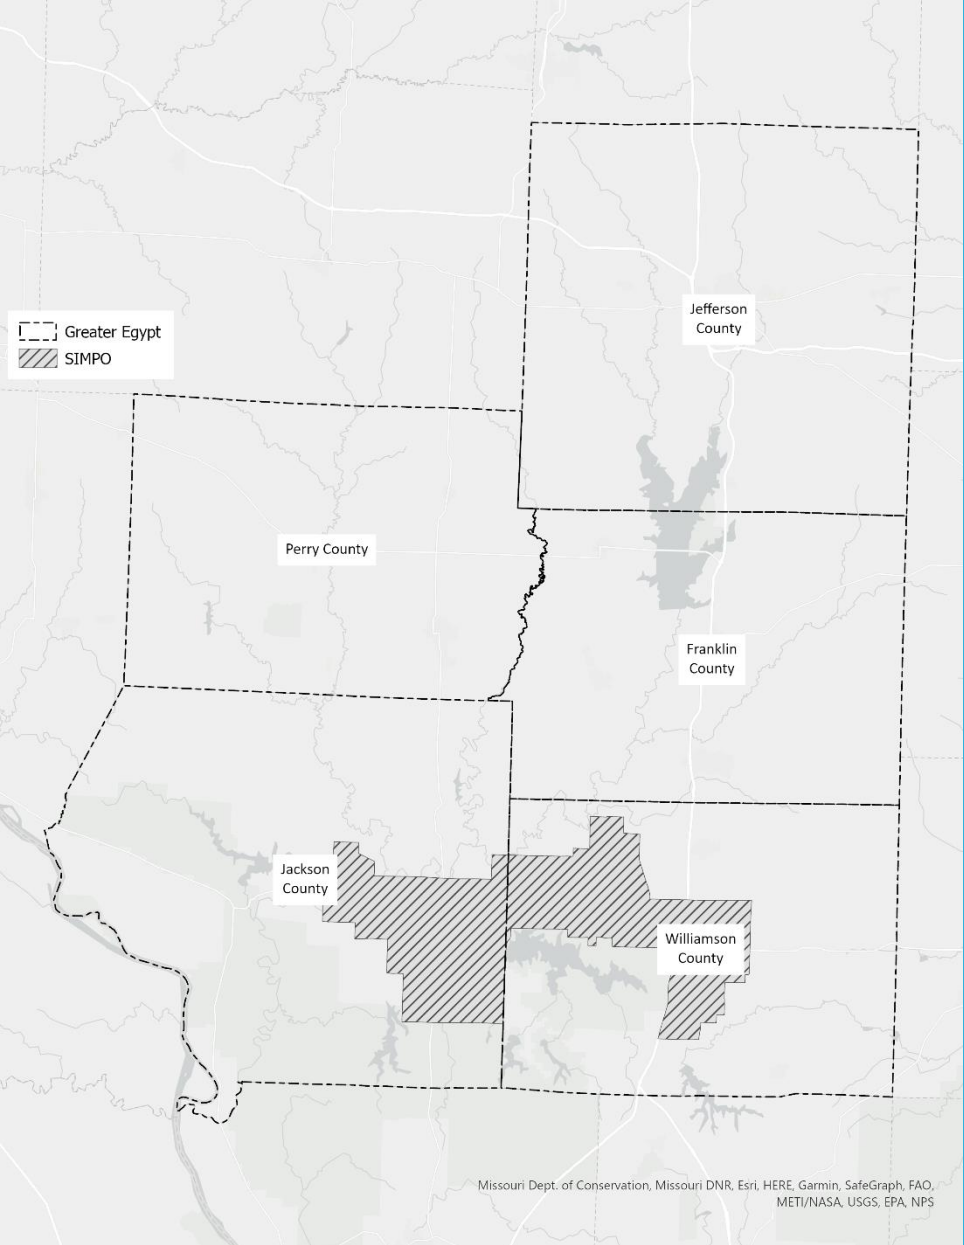 Jefferson
County
Greater Egypt
SIMPO
Perry County
Franklin
County
Jackson
County
Williamson
County
Missouri Dept. of Conservation, Missouri DNR, Esri, HERE, Garmin, SafeGraph, FAO,
METI/NASA, USGS, EPA, NPS